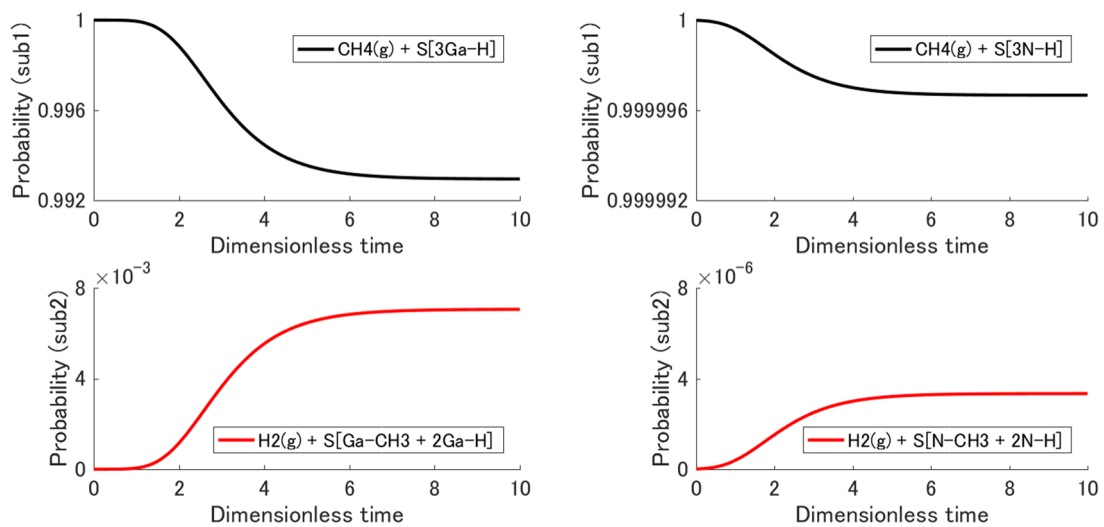 Probability (sub1)
1
0.996
0.992
CH4(g) + S[3Ga-H]
0 2 4 6 8 10
Dimensionless time
Probability (sub1)
1
0.999996
0.999992
CH4(g) + S[3N-H]
0 2 4 6 8 10
Dimensionless time
Probability (sub2)
×10⁻³
8
4
0
H2(g) + S[Ga-CH3 + 2Ga-H]
0 2 4 6 8 10
Dimensionless time
Probability (sub2)
×10⁻⁶
8
4
0
H2(g) + S[N-CH3 + 2N-H]
0 2 4 6 8 10
Dimensionless time